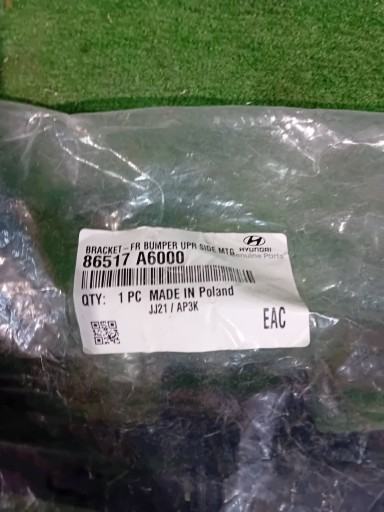 BRACKET-FR BUMPER UPR SIDE MTG
HYUNDAI
Genuine Parts
86517 A6000
QTY: 1 PC MADE IN Poland
JJ21 / AP3K
EAC